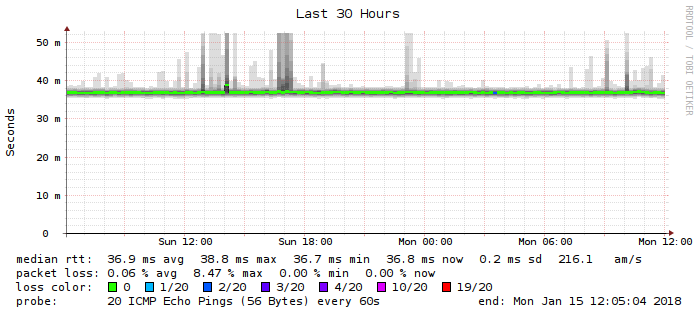 Last 30 Hours
RRDTOOL / TOBI OETIKER
Seconds
50 m
40 m
30 m
20 m
10 m
0
Sun 12:00 Sun 18:00 Mon 00:00 Mon 06:00 Mon 12:00
median rtt: 36.9 ms avg 38.8 ms max 36.7 ms min 36.8 ms now 0.2 ms sd 216.1 am/s
packet loss: 0.06 % avg 8.47 % max 0.00 % min 0.00 % now
loss color: 0 1/20 2/20 3/20 4/20 10/20 19/20
probe: 20 ICMP Echo Pings (56 Bytes) every 60s end: Mon Jan 15 12:05:04 2018